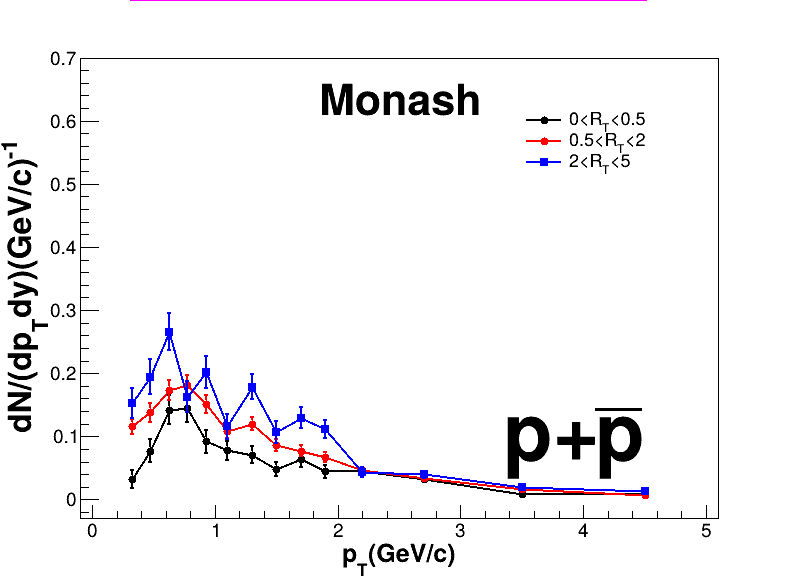 Monash
0<R_T<0.5
0.5<R_T<2
2<R_T<5
0.7
0.6
0.5
0.4
0.3
0.2
0.1
0
dN/(dp_T dy)(GeV/c)^-1
p+p̅
0 1 2 3 4 5
p_T(GeV/c)